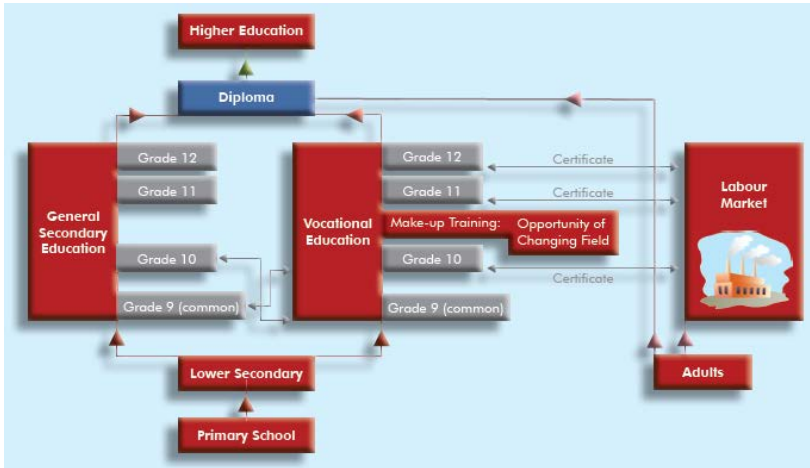 Higher Education
Diploma
General
Secondary
Education
Grade 12
Grade 11
Grade 10
Grade 9 (common)
Vocational
Education
Grade 12
Grade 11
Make-up Training:
Opportunity of
Changing Field
Grade 10
Grade 9 (common)
Certificate
Certificate
Certificate
Labour
Market
Lower Secondary
Primary School
Adults